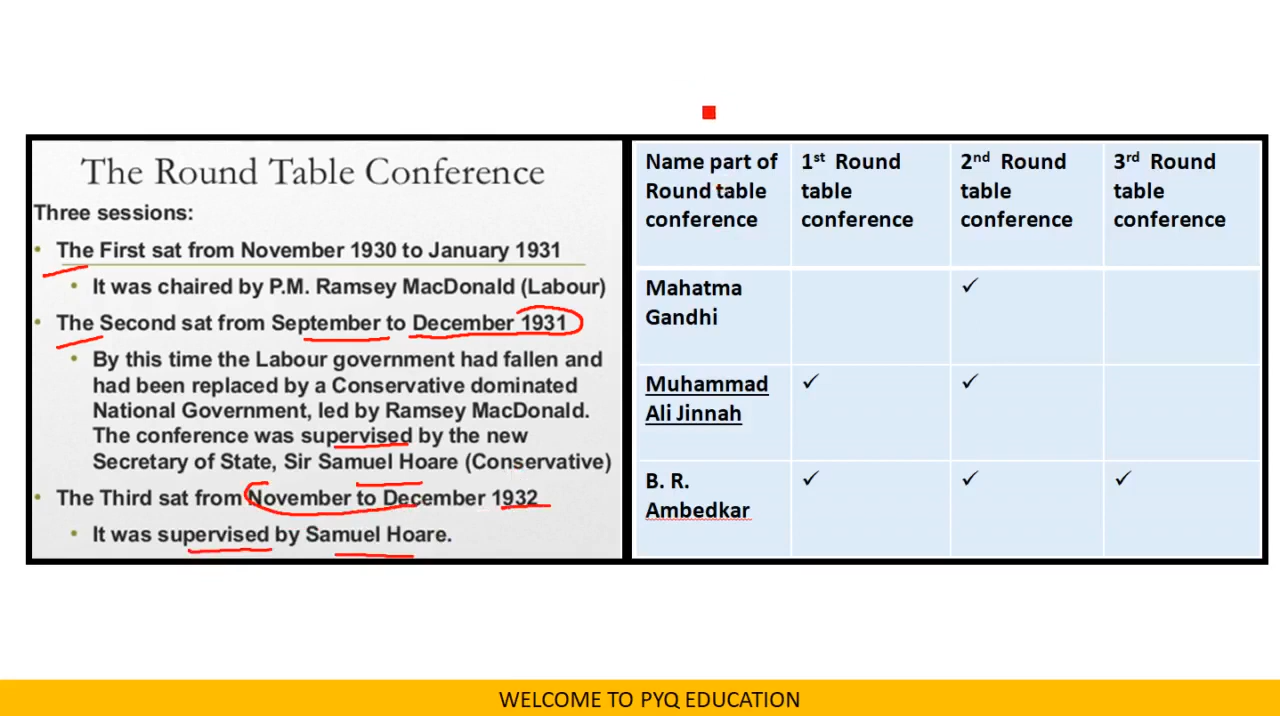 The Round Table Conference
Three sessions:
• The First sat from November 1930 to January 1931
• It was chaired by P.M. Ramsey MacDonald (Labour)
• The Second sat from September to December 1931
• By this time the Labour government had fallen and
had been replaced by a Conservative dominated
National Government, led by Ramsey MacDonald.
The conference was supervised by the new
Secretary of State, Sir Samuel Hoare (Conservative)
• The Third sat from November to December 1932
• It was supervised by Samuel Hoare.
Name part of
Round table
conference
1st Round
table
conference
2nd Round
table
conference
3rd Round
table
conference
Mahatma
Gandhi
✓
Muhammad
Ali Jinnah
✓ ✓
B. R.
Ambedkar
✓ ✓ ✓
WELCOME TO PYQ EDUCATION